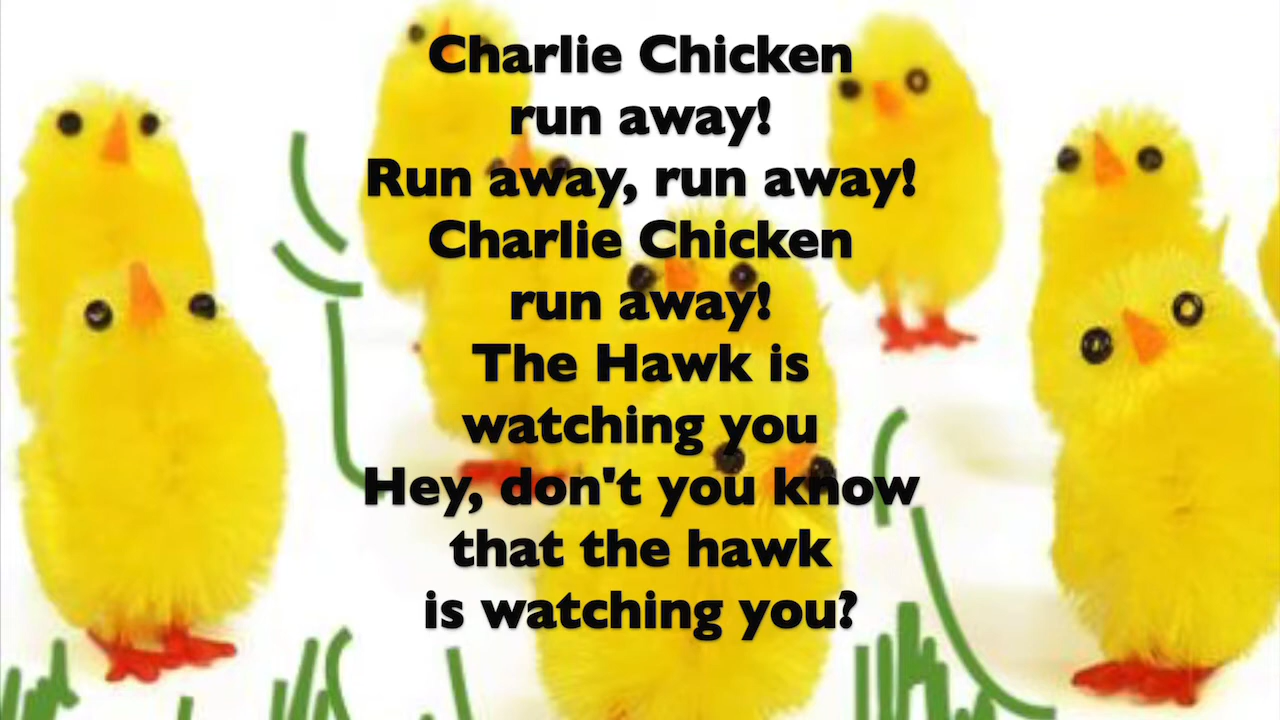 Charlie Chicken
run away!
Run away, run away!
Charlie Chicken
run away!
The Hawk is
watching you
Hey, don't you know
that the hawk
is watching you?